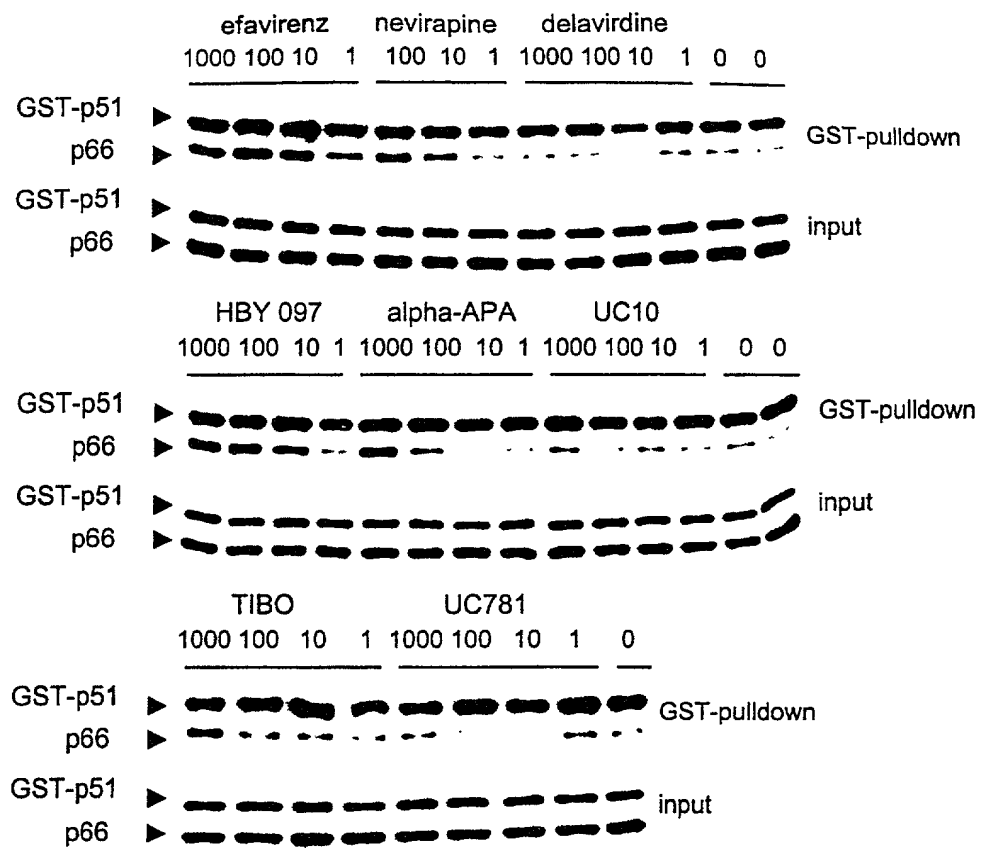 efavirenz nevirapine delavirdine
1000 100 10 1 100 10 1 1000 100 10 1 0 0
GST-p51
p66
GST-pulldown
GST-p51
p66
input
HBY 097 alpha-APA UC10
1000 100 10 1 1000 100 10 1 1000 100 10 1 0 0
GST-p51
p66
GST-pulldown
GST-p51
p66
input
TIBO UC781
1000 100 10 1 1000 100 10 1 0
GST-p51
p66
GST-pulldown
GST-p51
p66
input